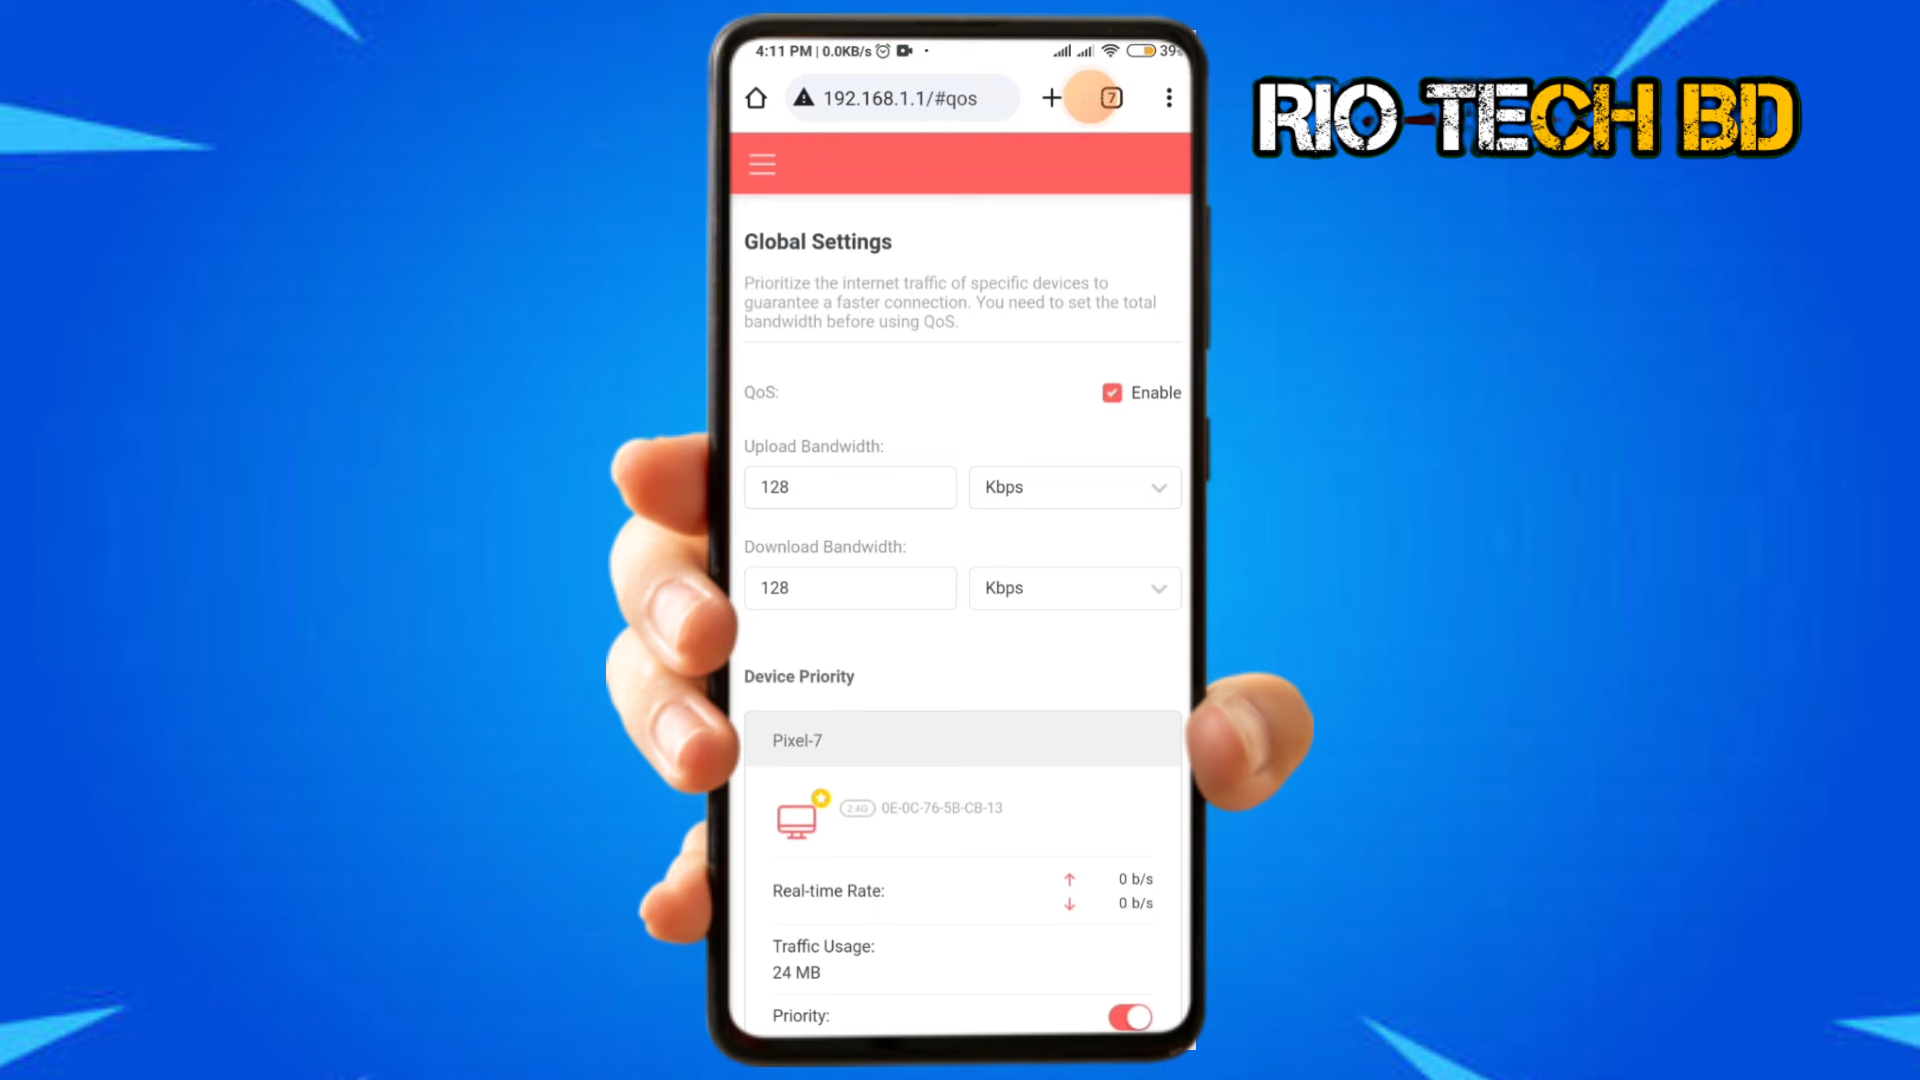 4:11 PM | 0.0KB/s
39%
192.168.1.1/#qos
7
RIO-TECH BD
Global Settings
Prioritize the internet traffic of specific devices to
guarantee a faster connection. You need to set the total
bandwidth before using QoS.
QoS:
Enable
Upload Bandwidth:
128
Kbps
Download Bandwidth:
128
Kbps
Device Priority
Pixel-7
2.4G 0E-0C-76-5B-CB-13
Real-time Rate:
0 b/s
0 b/s
Traffic Usage:
24 MB
Priority: